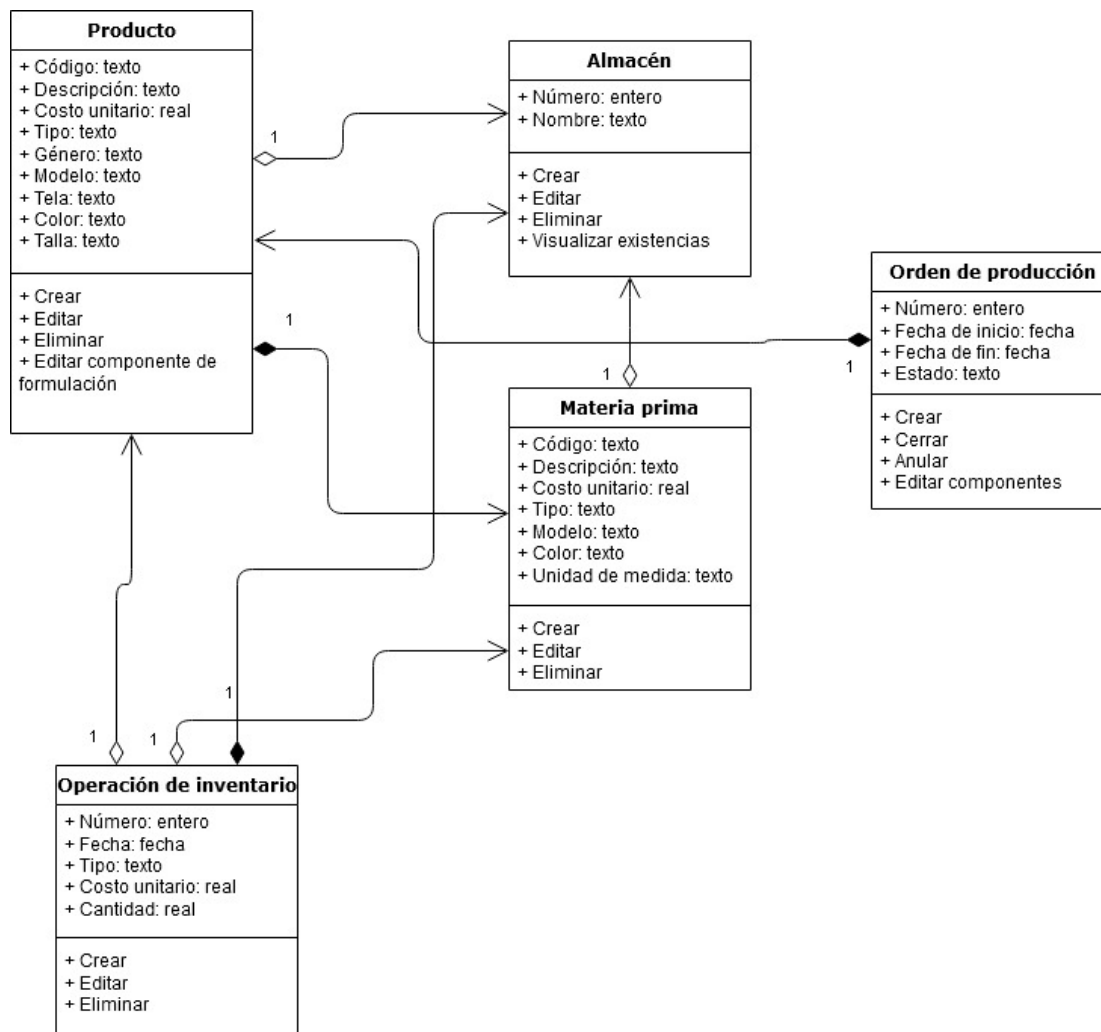 Producto
+ Código: texto
+ Descripción: texto
+ Costo unitario: real
+ Tipo: texto
+ Género: texto
+ Modelo: texto
+ Tela: texto
+ Color: texto
+ Talla: texto
+ Crear
+ Editar
+ Eliminar
+ Editar componente de
formulación
1
1
Almacén
+ Número: entero
+ Nombre: texto
+ Crear
+ Editar
+ Eliminar
+ Visualizar existencias
Orden de producción
+ Número: entero
+ Fecha de inicio: fecha
+ Fecha de fin: fecha
+ Estado: texto
+ Crear
+ Cerrar
+ Anular
+ Editar componentes
1
1
Materia prima
+ Código: texto
+ Descripción: texto
+ Costo unitario: real
+ Tipo: texto
+ Modelo: texto
+ Color: texto
+ Unidad de medida: texto
+ Crear
+ Editar
+ Eliminar
1
1
1
Operación de inventario
+ Número: entero
+ Fecha: fecha
+ Tipo: texto
+ Costo unitario: real
+ Cantidad: real
+ Crear
+ Editar
+ Eliminar